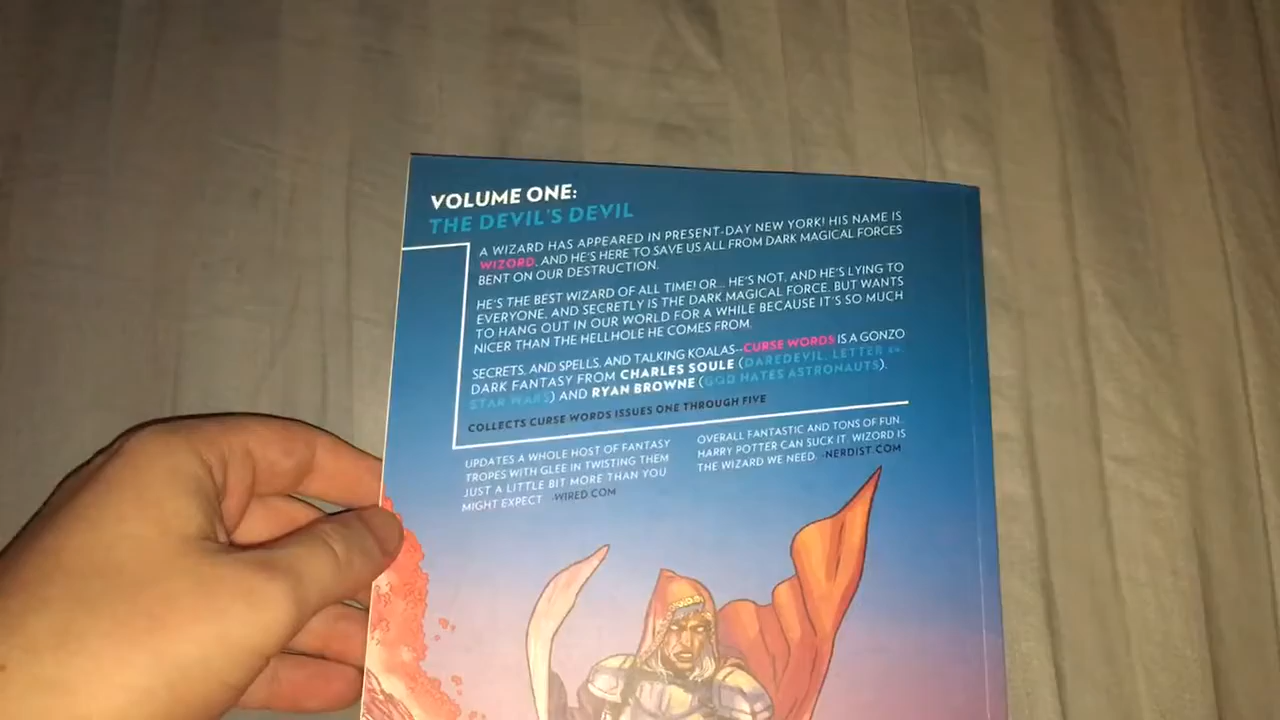 VOLUME ONE:
THE DEVIL'S DEVIL
A WIZARD HAS APPEARED IN PRESENT-DAY NEW YORK! HIS NAME IS
WIZORD, AND HE'S HERE TO SAVE US ALL FROM DARK MAGICAL FORCES
BENT ON OUR DESTRUCTION.
HE'S THE BEST WIZARD OF ALL TIME! OR... HE'S NOT, AND HE'S LYING TO
EVERYONE, AND SECRETLY IS THE DARK MAGICAL FORCE, BUT WANTS
TO HANG OUT IN OUR WORLD FOR A WHILE BECAUSE IT'S SO MUCH
NICER THAN THE HELLHOLE HE COMES FROM.
SECRETS, AND SPELLS, AND TALKING KOALAS--CURSE WORDS IS A GONZO
DARK FANTASY FROM CHARLES SOULE (DAREDEVIL, LETTER 44,
STAR WARS) AND RYAN BROWNE (GOD HATES ASTRONAUTS).
COLLECTS CURSE WORDS ISSUES ONE THROUGH FIVE
UPDATES A WHOLE HOST OF FANTASY
TROPES WITH GLEE IN TWISTING THEM
JUST A LITTLE BIT MORE THAN YOU
MIGHT EXPECT. -WIRED.COM
OVERALL FANTASTIC AND TONS OF FUN.
HARRY POTTER CAN SUCK IT. WIZORD IS
THE WIZARD WE NEED. -NERDIST.COM